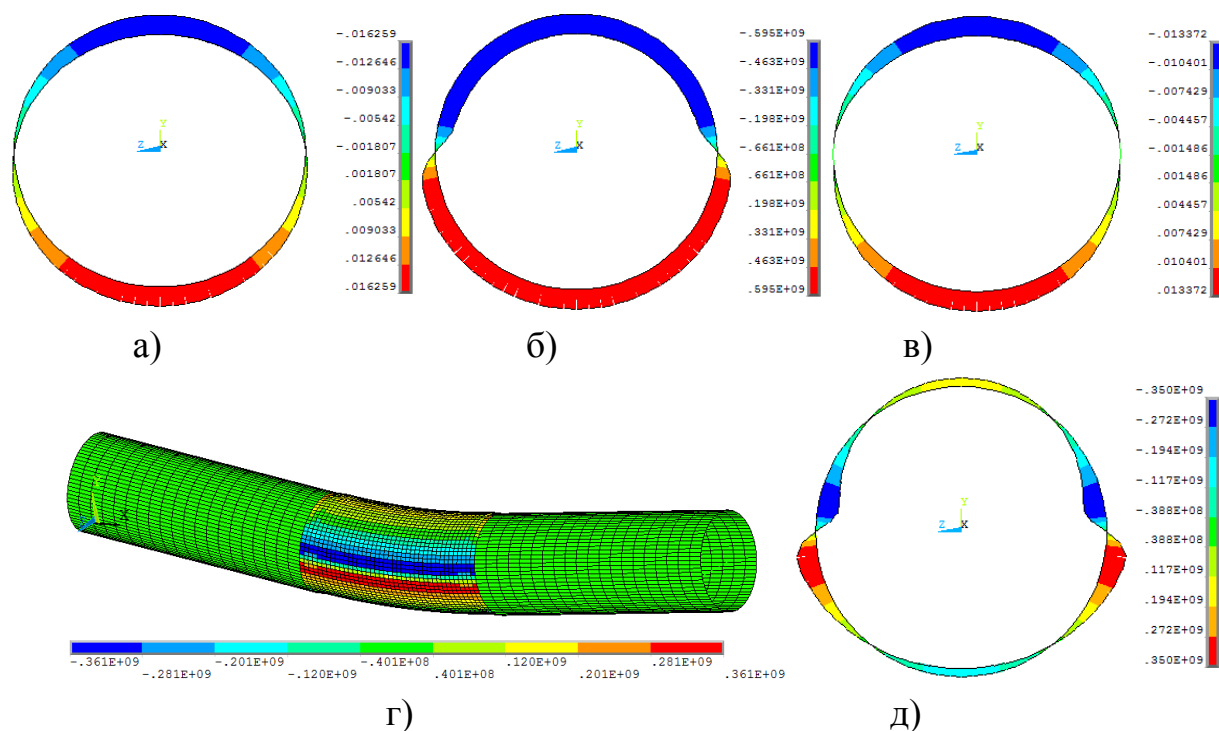 -.016259
-.012646
-.009033
-.00542
-.001807
.001807
.00542
.009033
.012646
.016259
Y
Z X
а)
-.595E+09
-.463E+09
-.331E+09
-.198E+09
-.661E+08
.661E+08
.198E+09
.331E+09
.463E+09
.595E+09
Y
Z X
б)
-.013372
-.010401
-.007429
-.004457
-.001486
.001486
.004457
.007429
.010401
.013372
Y
Z X
в)
-.361E+09 -.201E+09 -.401E+08 .120E+09 .281E+09
-.281E+09 -.120E+09 .401E+08 .201E+09 .361E+09
г)
-.350E+09
-.272E+09
-.194E+09
-.117E+09
-.388E+08
.388E+08
.117E+09
.194E+09
.272E+09
.350E+09
Y
Z X
д)